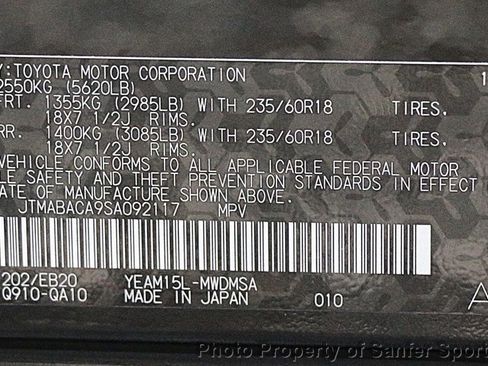 Y:TOYOTA MOTOR CORPORATION 1
2550KG (5620LB)
FRT. 1355KG (2985LB) WITH 235/60R18 TIRES,
18X7 1/2J RIMS.
RR. 1400KG (3085LB) WITH 235/60R18 TIRES,
18X7 1/2J RIMS.
VEHICLE CONFORMS TO ALL APPLICABLE FEDERAL MOTOR
LE SAFETY AND THEFT PREVENTION STANDARDS IN EFFECT
ATE OF MANUFACTURE SHOWN ABOVE.
JTMABACA9SA092117 MPV
202/EB20 YEAM15L-MWDMSA
Q910-QA10 MADE IN JAPAN 010 A
Photo Property of Sanfer Sport